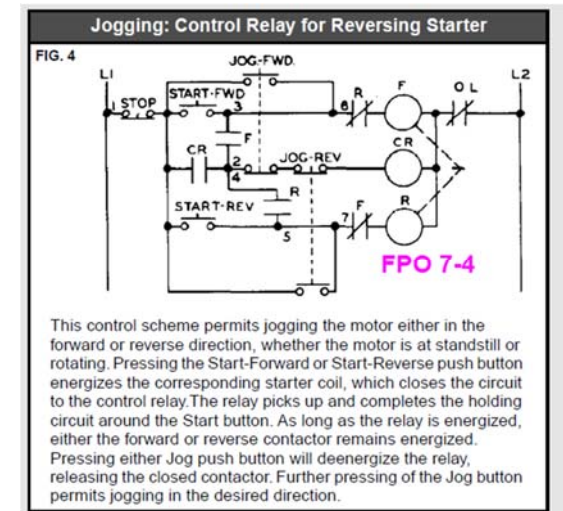 Jogging: Control Relay for Reversing Starter
FIG. 4
JOG-FWD.
L1
L2
1 STOP
START-FWD
3
6
R
F
OL
F
CR
2
4
JOG-REV
CR
R
START-REV
5
7
F
R
FPO 7-4
This control scheme permits jogging the motor either in the
forward or reverse direction, whether the motor is at standstill or
rotating. Pressing the Start-Forward or Start-Reverse push button
energizes the corresponding starter coil, which closes the circuit
to the control relay.The relay picks up and completes the holding
circuit around the Start button. As long as the relay is energized,
either the forward or reverse contactor remains energized.
Pressing either Jog push button will deenergize the relay,
releasing the closed contactor. Further pressing of the Jog button
permits jogging in the desired direction.